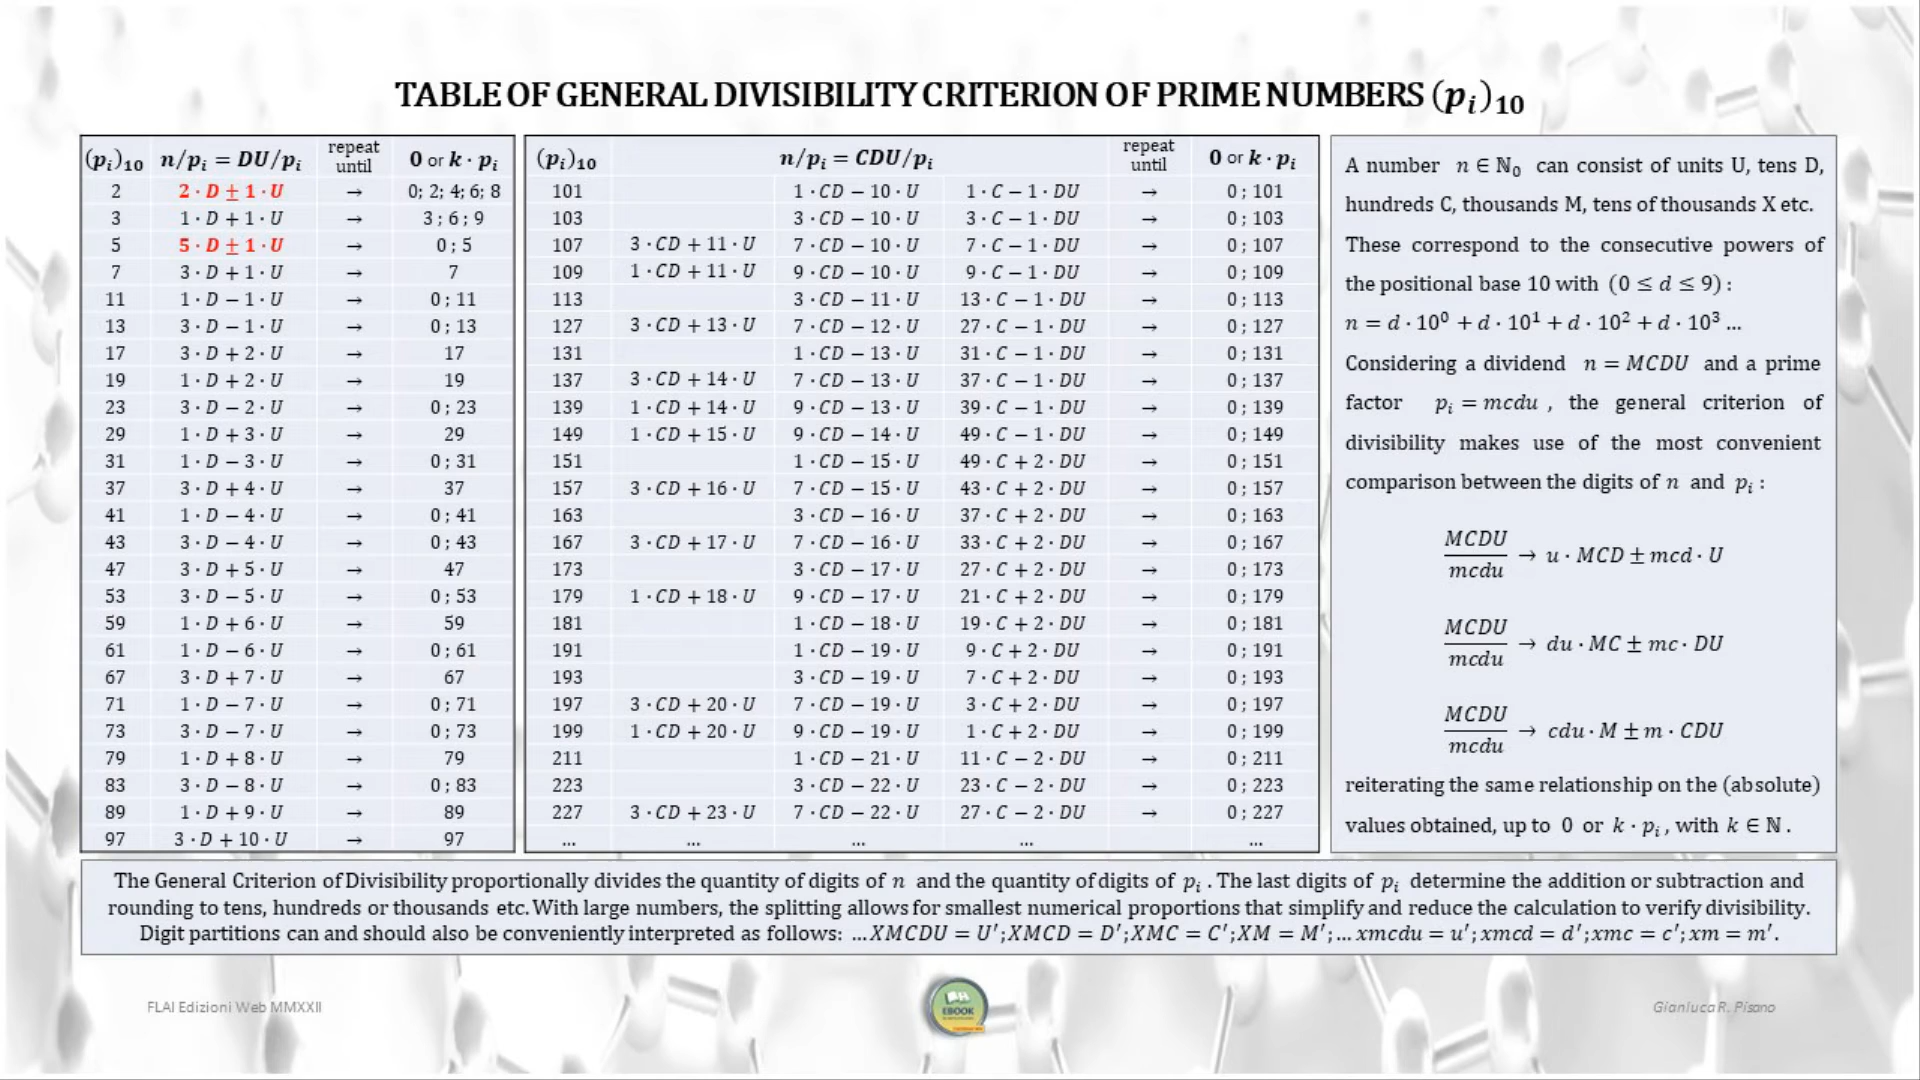 TABLE OF GENERAL DIVISIBILITY CRITERION OF PRIME NUMBERS (pᵢ)₁₀
(pᵢ)₁₀ n/pᵢ = DU/pᵢ repeat until 0 or k · pᵢ
2 2 · D ± 1 · U → 0; 2; 4; 6; 8
3 1 · D + 1 · U → 3 ; 6 ; 9
5 5 · D ± 1 · U → 0 ; 5
7 3 · D + 1 · U → 7
11 1 · D − 1 · U → 0 ; 11
13 3 · D − 1 · U → 0 ; 13
17 3 · D + 2 · U → 17
19 1 · D + 2 · U → 19
23 3 · D − 2 · U → 0 ; 23
29 1 · D + 3 · U → 29
31 1 · D − 3 · U → 0 ; 31
37 3 · D + 4 · U → 37
41 1 · D − 4 · U → 0 ; 41
43 3 · D − 4 · U → 0 ; 43
47 3 · D + 5 · U → 47
53 3 · D − 5 · U → 0 ; 53
59 1 · D + 6 · U → 59
61 1 · D − 6 · U → 0 ; 61
67 3 · D + 7 · U → 67
71 1 · D − 7 · U → 0 ; 71
73 3 · D − 7 · U → 0 ; 73
79 1 · D + 8 · U → 79
83 3 · D − 8 · U → 0 ; 83
89 1 · D + 9 · U → 89
97 3 · D + 10 · U → 97
(pᵢ)₁₀ n/pᵢ = CDU/pᵢ repeat until 0 or k · pᵢ
101 1 · CD − 10 · U 1 · C − 1 · DU → 0 ; 101
103 3 · CD − 10 · U 3 · C − 1 · DU → 0 ; 103
107 3 · CD + 11 · U 7 · CD − 10 · U 7 · C − 1 · DU → 0 ; 107
109 1 · CD + 11 · U 9 · CD − 10 · U 9 · C − 1 · DU → 0 ; 109
113 3 · CD − 11 · U 13 · C − 1 · DU → 0 ; 113
127 3 · CD + 13 · U 7 · CD − 12 · U 27 · C − 1 · DU → 0 ; 127
131 1 · CD − 13 · U 31 · C − 1 · DU → 0 ; 131
137 3 · CD + 14 · U 7 · CD − 13 · U 37 · C − 1 · DU → 0 ; 137
139 1 · CD + 14 · U 9 · CD − 13 · U 39 · C − 1 · DU → 0 ; 139
149 1 · CD + 15 · U 9 · CD − 14 · U 49 · C − 1 · DU → 0 ; 149
151 1 · CD − 15 · U 49 · C + 2 · DU → 0 ; 151
157 3 · CD + 16 · U 7 · CD − 15 · U 43 · C + 2 · DU → 0 ; 157
163 3 · CD − 16 · U 37 · C + 2 · DU → 0 ; 163
167 3 · CD + 17 · U 7 · CD − 16 · U 33 · C + 2 · DU → 0 ; 167
173 3 · CD − 17 · U 27 · C + 2 · DU → 0 ; 173
179 1 · CD + 18 · U 9 · CD − 17 · U 21 · C + 2 · DU → 0 ; 179
181 1 · CD − 18 · U 19 · C + 2 · DU → 0 ; 181
191 1 · CD − 19 · U 9 · C + 2 · DU → 0 ; 191
193 3 · CD − 19 · U 7 · C + 2 · DU → 0 ; 193
197 3 · CD + 20 · U 7 · CD − 19 · U 3 · C + 2 · DU → 0 ; 197
199 1 · CD + 20 · U 9 · CD − 19 · U 1 · C + 2 · DU → 0 ; 199
211 1 · CD − 21 · U 11 · C − 2 · DU → 0 ; 211
223 3 · CD − 22 · U 23 · C − 2 · DU → 0 ; 223
227 3 · CD + 23 · U 7 · CD − 22 · U 27 · C − 2 · DU → 0 ; 227
... ... ... ... ...
A number n ∈ ℕ₀ can consist of units U, tens D,
hundreds C, thousands M, tens of thousands X etc.
These correspond to the consecutive powers of
the positional base 10 with (0 ≤ d ≤ 9) :
n = d · 10⁰ + d · 10¹ + d · 10² + d · 10³ ...
Considering a dividend n = MCDU and a prime
factor pᵢ = mcdu , the general criterion of
divisibility makes use of the most convenient
comparison between the digits of n and pᵢ :
MCDU/mcdu → u · MCD ± mcd · U
MCDU/mcdu → du · MC ± mc · DU
MCDU/mcdu → cdu · M ± m · CDU
reiterating the same relationship on the (absolute)
values obtained, up to 0 or k · pᵢ , with k ∈ ℕ .
The General Criterion of Divisibility proportionally divides the quantity of digits of n and the quantity of digits of pᵢ . The last digits of pᵢ determine the addition or subtraction and
rounding to tens, hundreds or thousands etc. With large numbers, the splitting allows for smallest numerical proportions that simplify and reduce the calculation to verify divisibility.
Digit partitions can and should also be conveniently interpreted as follows: ...XMCDU = U′; XMCD = D′; XMC = C′; XM = M′; ... xmcdu = u′; xmcd = d′; xmc = c′; xm = m′.
FLAI Edizioni Web MMXXII
EBOOK
Gianluca R. Pisano